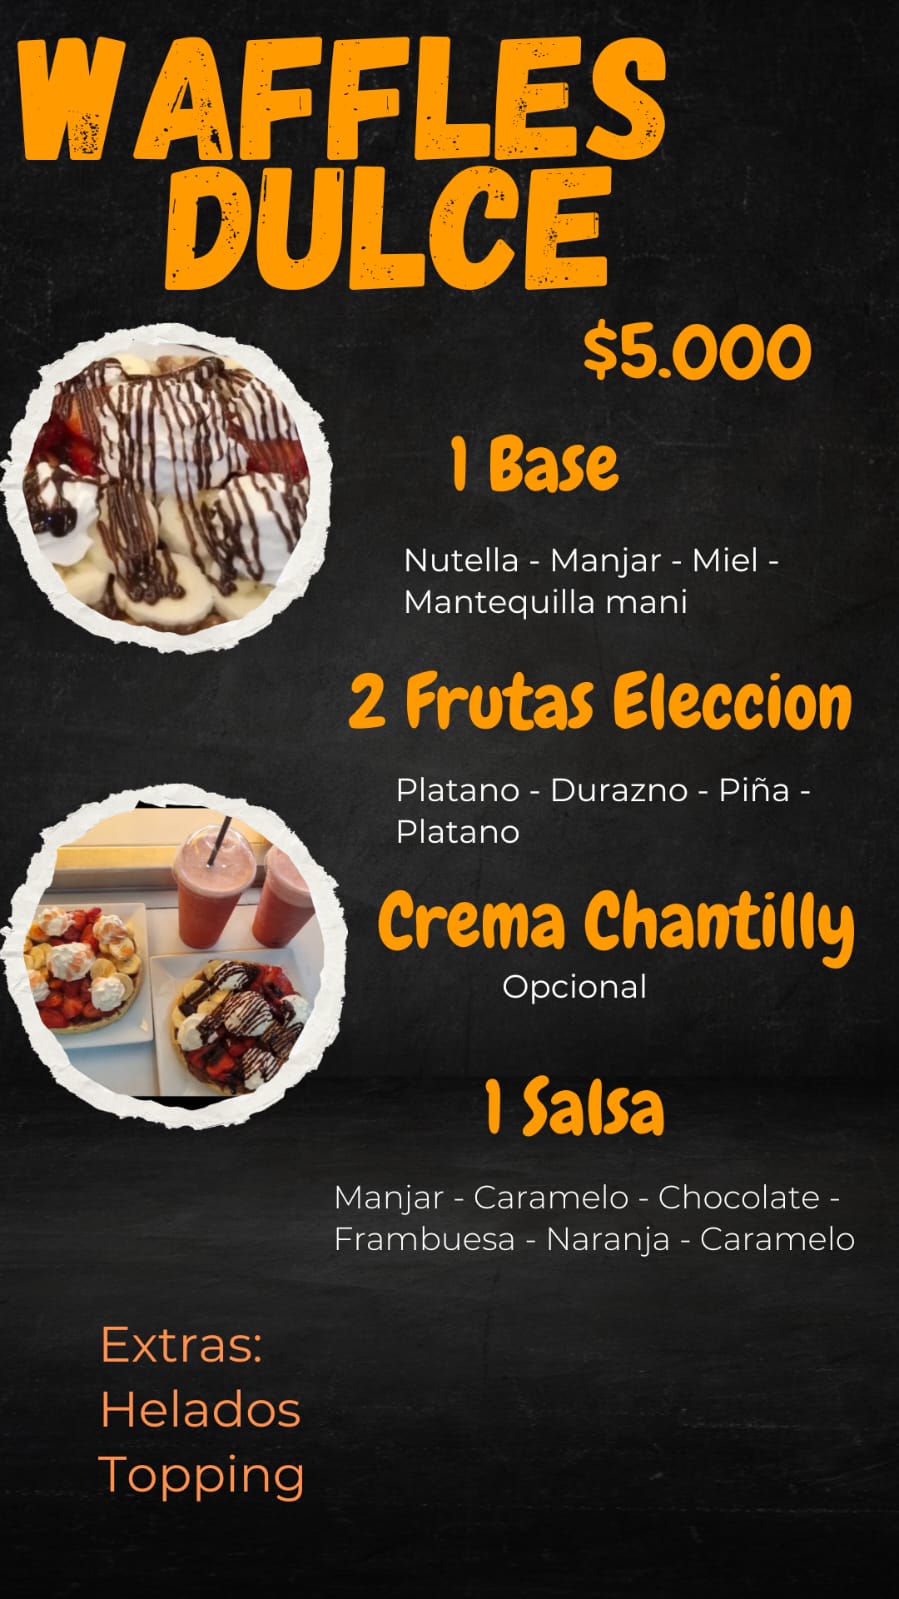 WAFFLES
DULCE
$5.000
1 Base
Nutella - Manjar - Miel -
Mantequilla mani
2 Frutas Eleccion
Platano - Durazno - Piña -
Platano
Crema Chantilly
Opcional
1 Salsa
Manjar - Caramelo - Chocolate -
Frambuesa - Naranja - Caramelo
Extras:
Helados
Topping